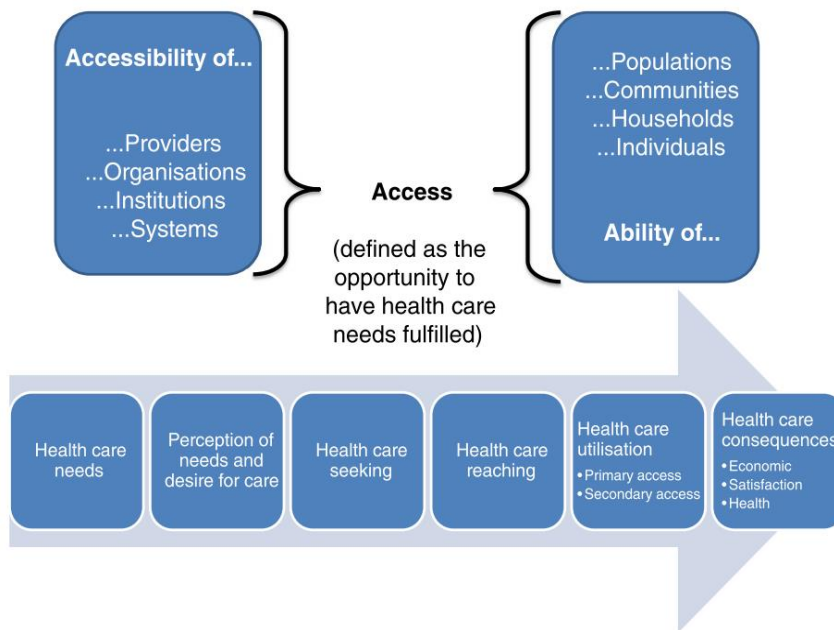 Accessibility of...
...Providers
...Organisations
...Institutions
...Systems
Access
(defined as the
opportunity to
have health care
needs fulfilled)
...Populations
...Communities
...Households
...Individuals
Ability of...
Health care
needs
Perception of
needs and
desire for care
Health care
seeking
Health care
reaching
Health care
utilisation
•Primary access
•Secondary access
Health care
consequences
•Economic
•Satisfaction
•Health